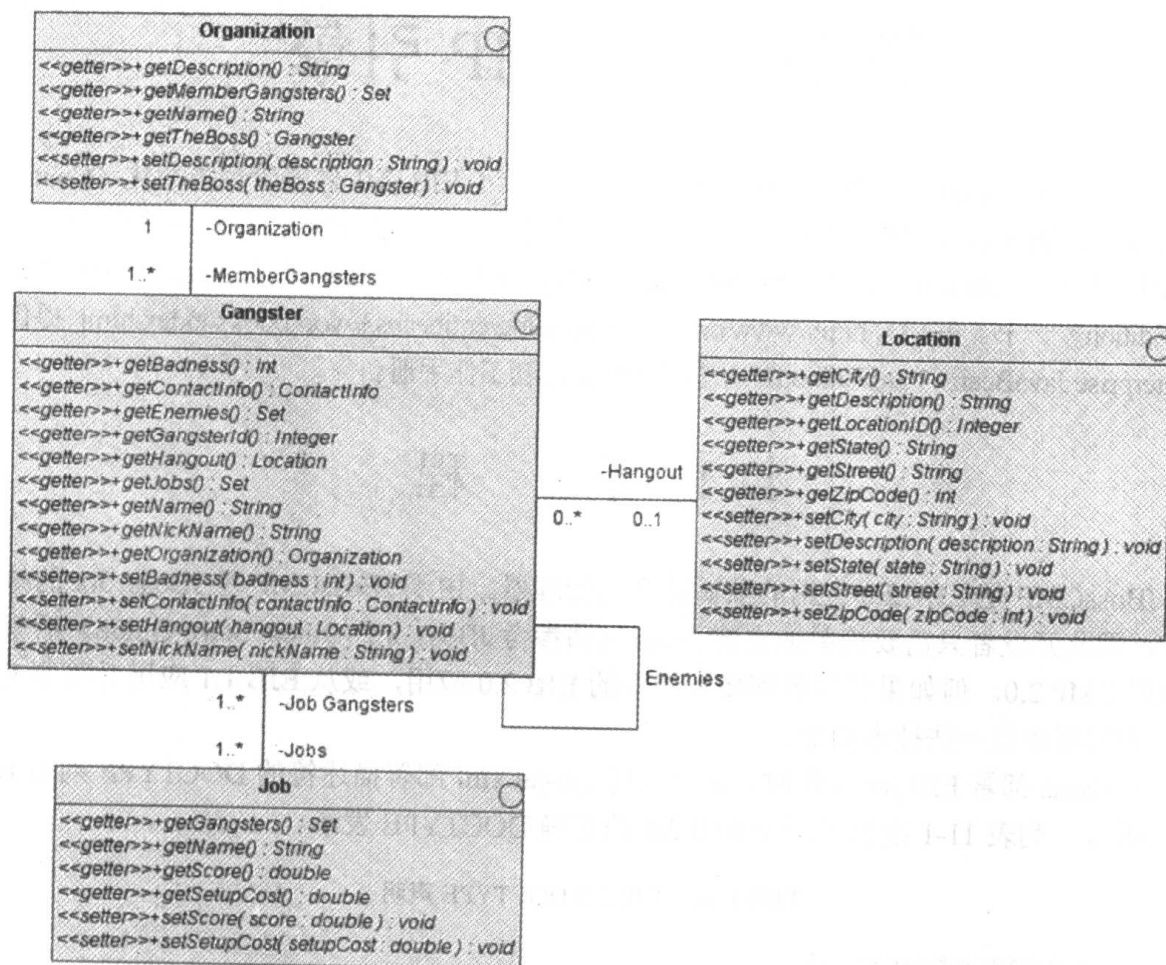 Organization
<<getter>>+getDescription() : String
<<getter>>+getMemberGangsters() : Set
<<getter>>+getName() : String
<<getter>>+getTheBoss() : Gangster
<<setter>>+setDescription( description : String ) : void
<<setter>>+setTheBoss( theBoss : Gangster ) : void
1 -Organization
1..* -MemberGangsters
Gangster
<<getter>>+getBadness() : int
<<getter>>+getContactInfo() : ContactInfo
<<getter>>+getEnemies() : Set
<<getter>>+getGangsterId() : Integer
<<getter>>+getHangout() : Location
<<getter>>+getJobs() : Set
<<getter>>+getName() : String
<<getter>>+getNickName() : String
<<getter>>+getOrganization() : Organization
<<setter>>+setBadness( badness : int ) : void
<<setter>>+setContactInfo( contactInfo : ContactInfo ) : void
<<setter>>+setHangout( hangout : Location ) : void
<<setter>>+setNickName( nickName : String ) : void
-Hangout
0..* 0..1
Location
<<getter>>+getCity() : String
<<getter>>+getDescription() : String
<<getter>>+getLocationID() : Integer
<<getter>>+getState() : String
<<getter>>+getStreet() : String
<<getter>>+getZipCode() : int
<<setter>>+setCity( city : String ) : void
<<setter>>+setDescription( description : String ) : void
<<setter>>+setState( state : String ) : void
<<setter>>+setStreet( street : String ) : void
<<setter>>+setZipCode( zipCode : int ) : void
Enemies
1..* -Job Gangsters
1..* -Jobs
Job
<<getter>>+getGangsters() : Set
<<getter>>+getName() : String
<<getter>>+getScore() : double
<<getter>>+getSetupCost() : double
<<setter>>+setScore( score : double ) : void
<<setter>>+setSetupCost( setupCost : double ) : void